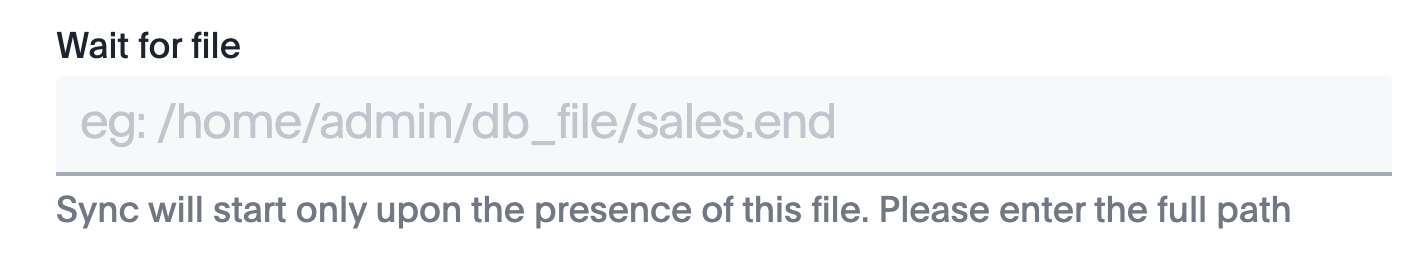 Wait for file
eg: /home/admin/db_file/sales.end
Sync will start only upon the presence of this file. Please enter the full path